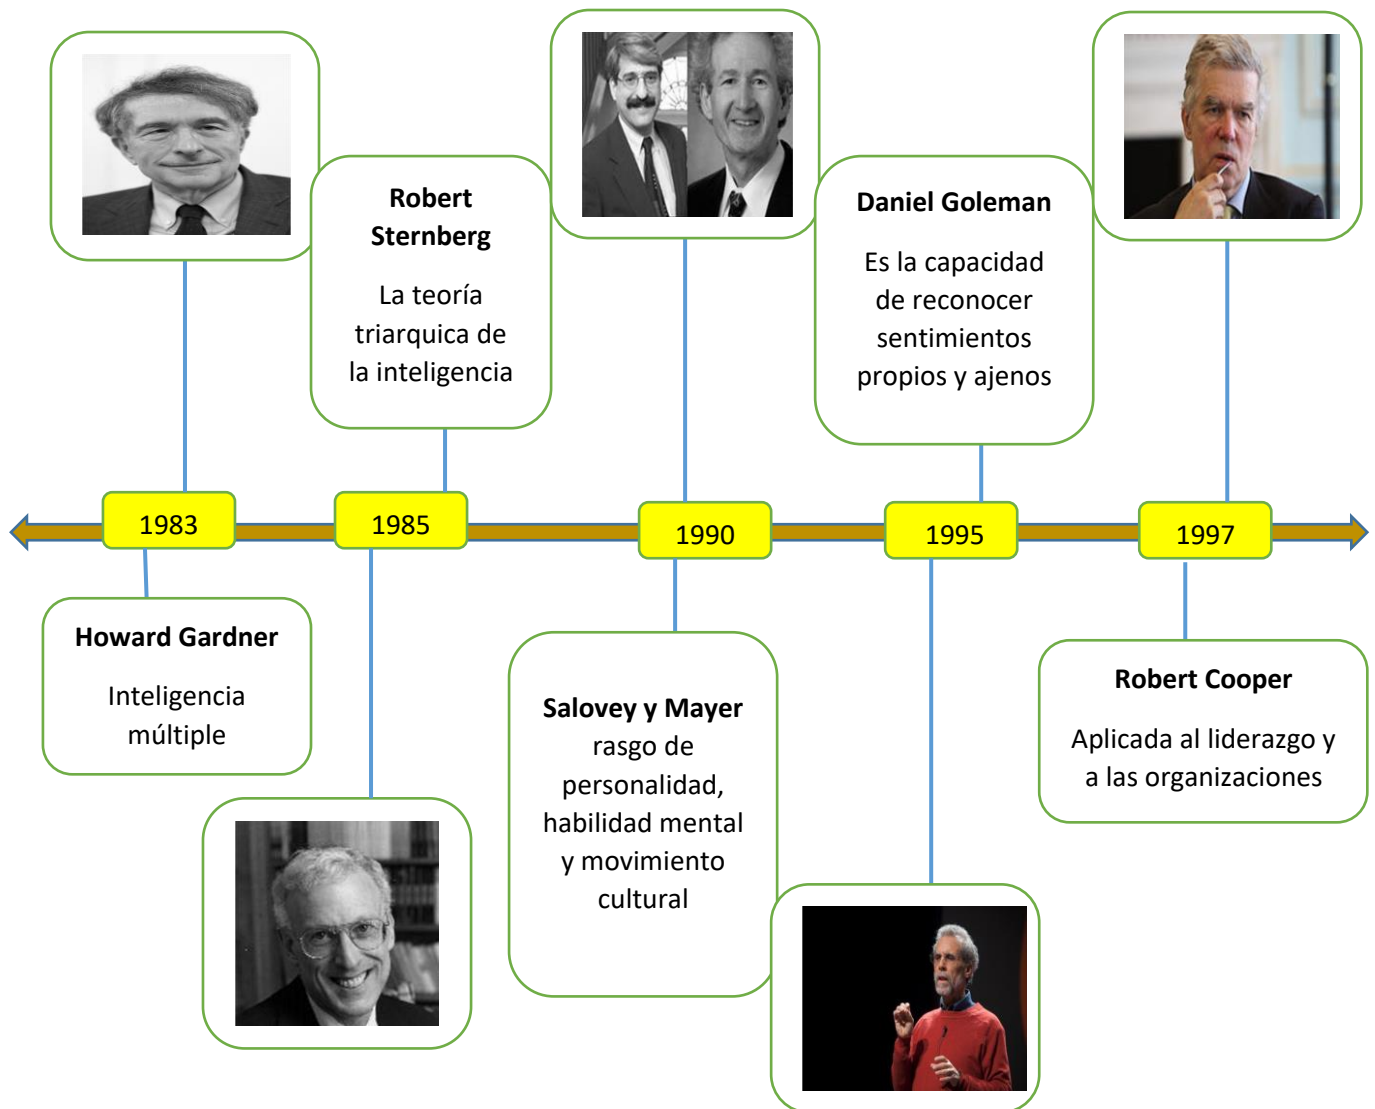 Robert
Sternberg
La teoría
triarquica de
la inteligencia
Daniel Goleman
Es la capacidad
de reconocer
sentimientos
propios y ajenos
1983
1985
1990
1995
1997
Howard Gardner
Inteligencia
múltiple
Salovey y Mayer
rasgo de
personalidad,
habilidad mental
y movimiento
cultural
Robert Cooper
Aplicada al liderazgo y
a las organizaciones